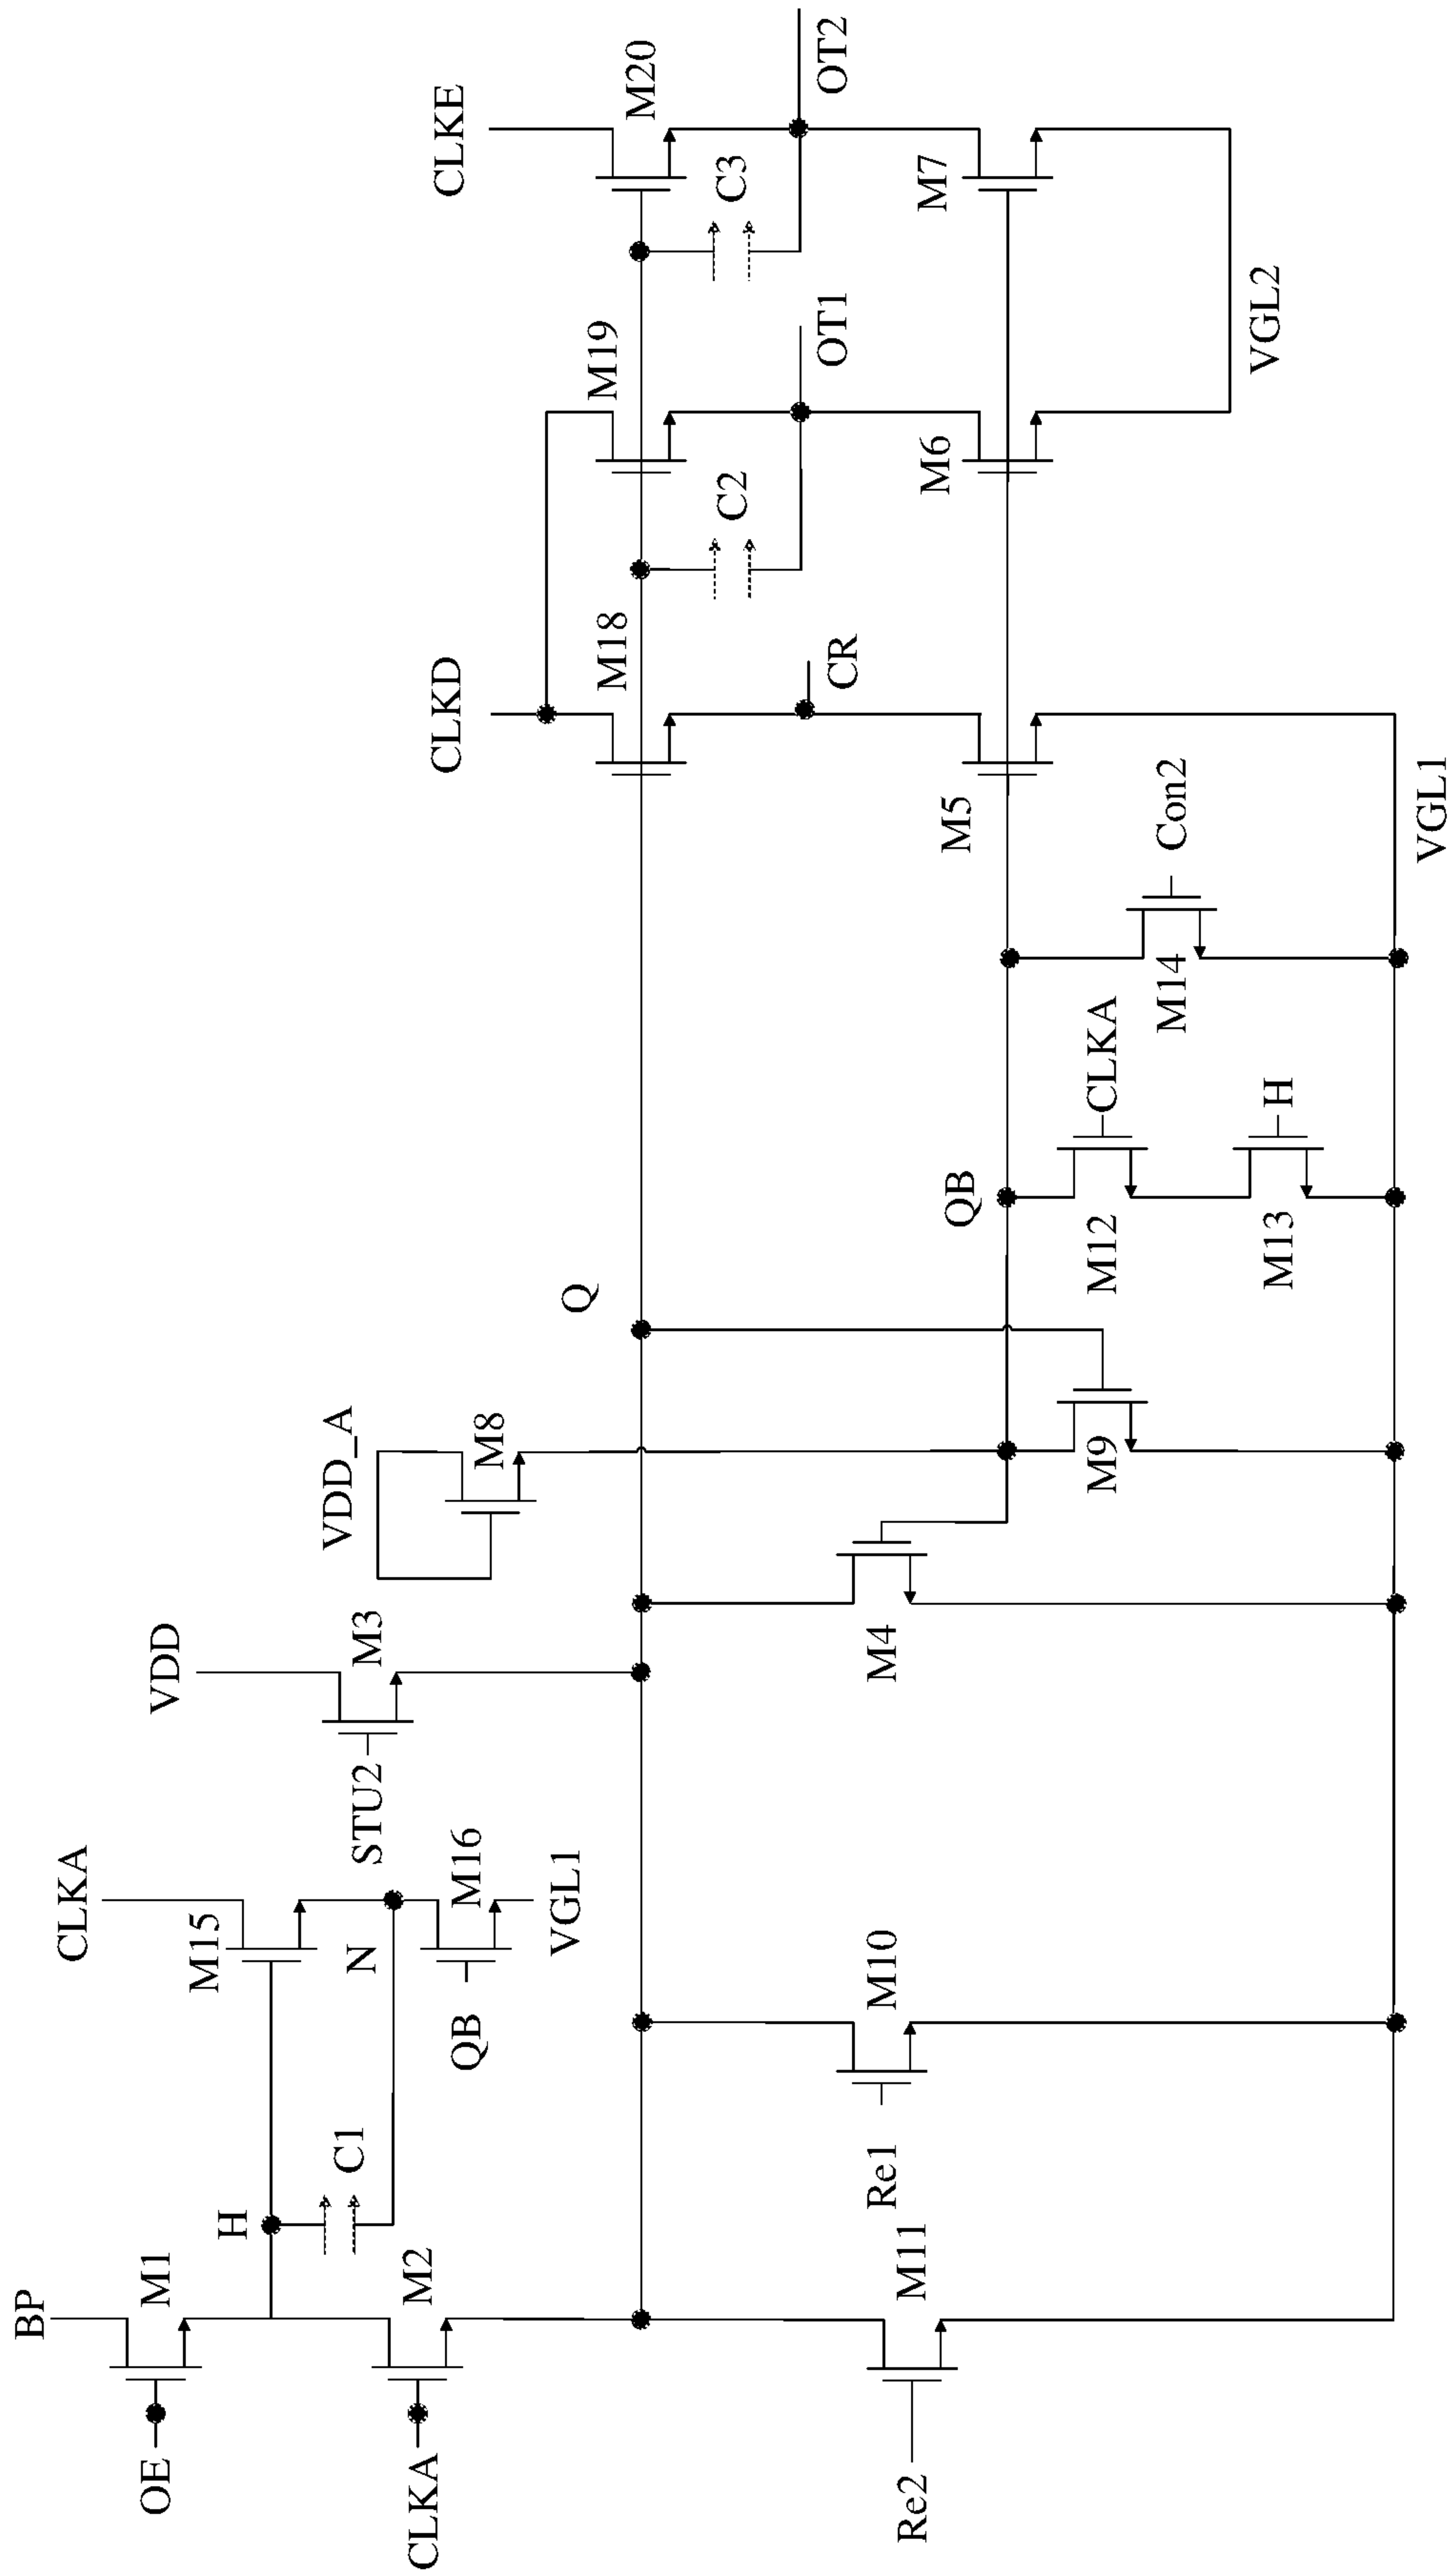 BP
OE
M1
H
C1
CLKA
M2
CLKA
M15
N
QB
M16
VGL1
VDD
STU2
M3
VDD_A
M8
Q
CLKD
M18
M19
CLKE
M20
C2
C3
CR
OT1
OT2
Re2
M11
Re1
M10
M4
M9
QB
M12
CLKA
M13
H
M14
Con2
M5
M6
M7
VGL1
VGL2